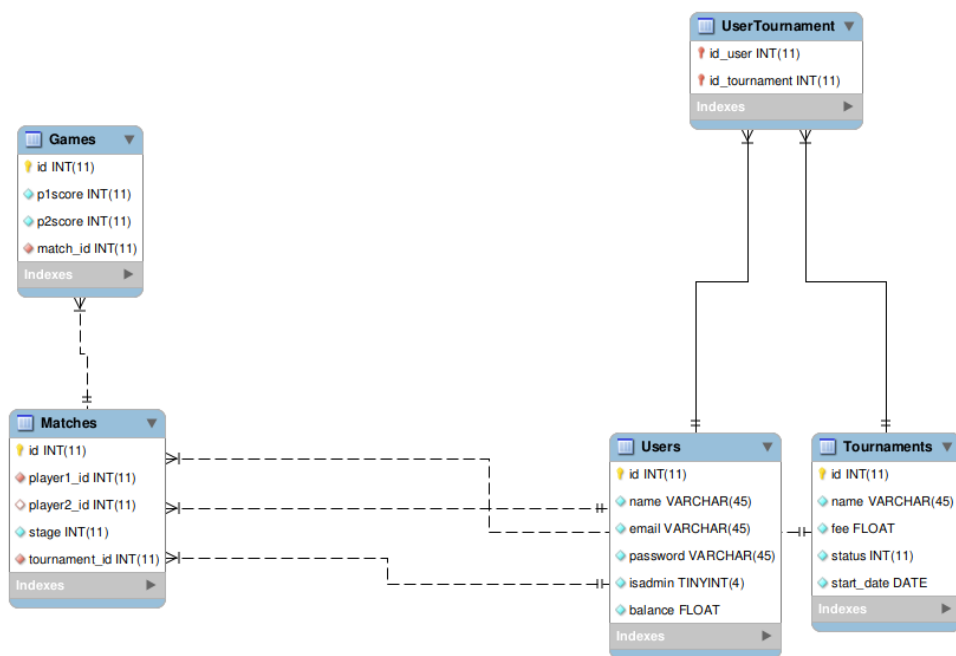 UserTournament
id_user INT(11)
id_tournament INT(11)
Indexes
Games
id INT(11)
p1score INT(11)
p2score INT(11)
match_id INT(11)
Indexes
Matches
id INT(11)
player1_id INT(11)
player2_id INT(11)
stage INT(11)
tournament_id INT(11)
Indexes
Users
id INT(11)
name VARCHAR(45)
email VARCHAR(45)
password VARCHAR(45)
isadmin TINYINT(4)
balance FLOAT
Indexes
Tournaments
id INT(11)
name VARCHAR(45)
fee FLOAT
status INT(11)
start_date DATE
Indexes